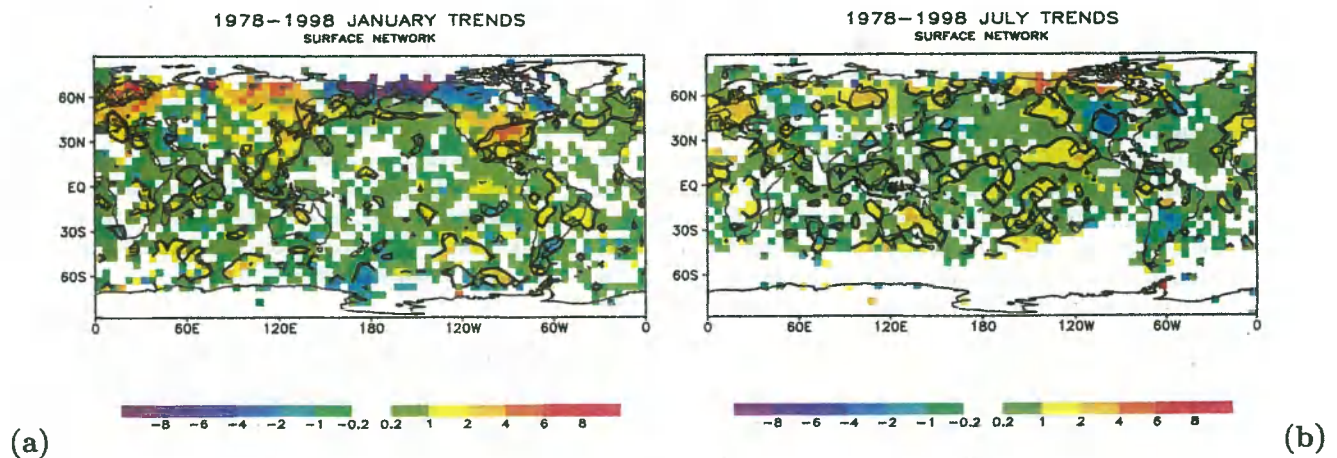 1978-1998 JANUARY TRENDS
SURFACE NETWORK
60N
30N
EQ
30S
60S
0 60E 120E 180 120W 60W 0
-8 -6 -4 -2 -1 -0.2 0.2 1 2 4 6 8
(a)
1978-1998 JULY TRENDS
SURFACE NETWORK
60N
30N
EQ
30S
60S
0 60E 120E 180 120W 60W 0
-8 -6 -4 -2 -1 -0.2 0.2 1 2 4 6 8
(b)